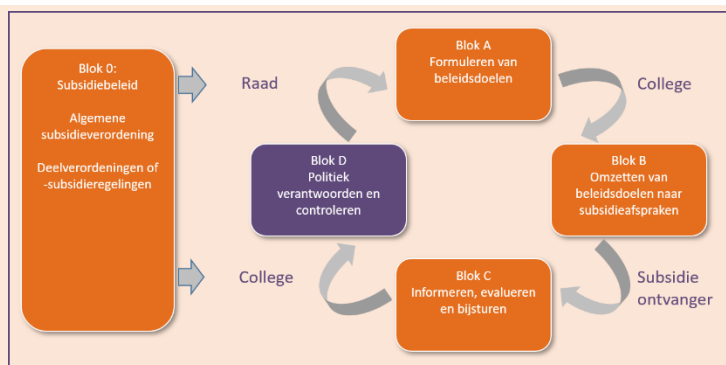 Blok 0:
Subsidiebeleid
Algemene
subsidieverordening
Deelverordeningen of
-subsidieregelingen
Raad
Blok A
Formuleren van
beleidsdoelen
College
Blok D
Politiek
verantwoorden en
controleren
Blok B
Omzetten van
beleidsdoelen naar
subsidieafspraken
College
Blok C
Informeren, evalueren
en bijsturen
Subsidie
ontvanger